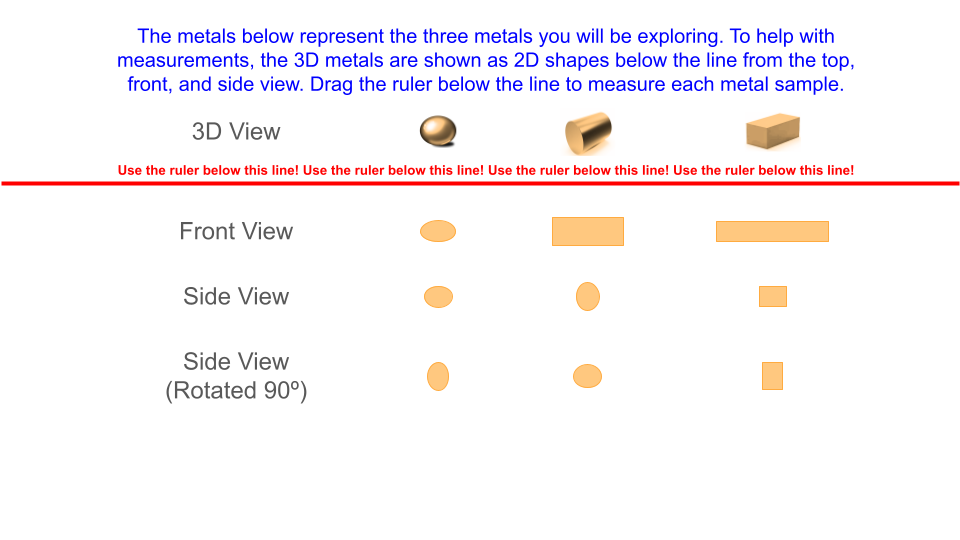 The metals below represent the three metals you will be exploring. To help with
measurements, the 3D metals are shown as 2D shapes below the line from the top,
front, and side view. Drag the ruler below the line to measure each metal sample.
3D View
Use the ruler below this line! Use the ruler below this line! Use the ruler below this line! Use the ruler below this line!
Front View
Side View
Side View
(Rotated 90º)